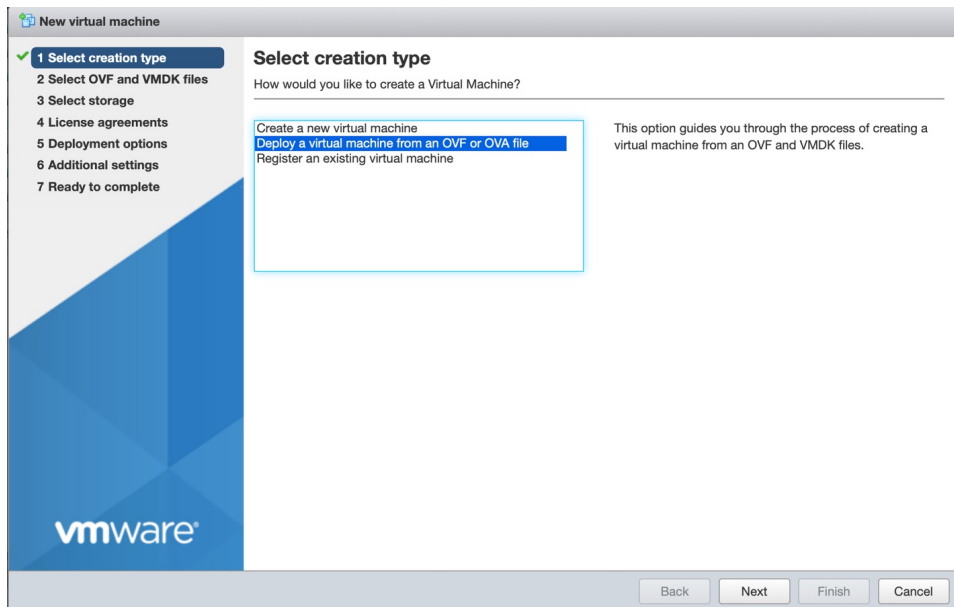 New virtual machine
1 Select creation type
2 Select OVF and VMDK files
3 Select storage
4 License agreements
5 Deployment options
6 Additional settings
7 Ready to complete
Select creation type
How would you like to create a Virtual Machine?
Create a new virtual machine
Deploy a virtual machine from an OVF or OVA file
Register an existing virtual machine
This option guides you through the process of creating a
virtual machine from an OVF and VMDK files.
vmware®
Back
Next
Finish
Cancel